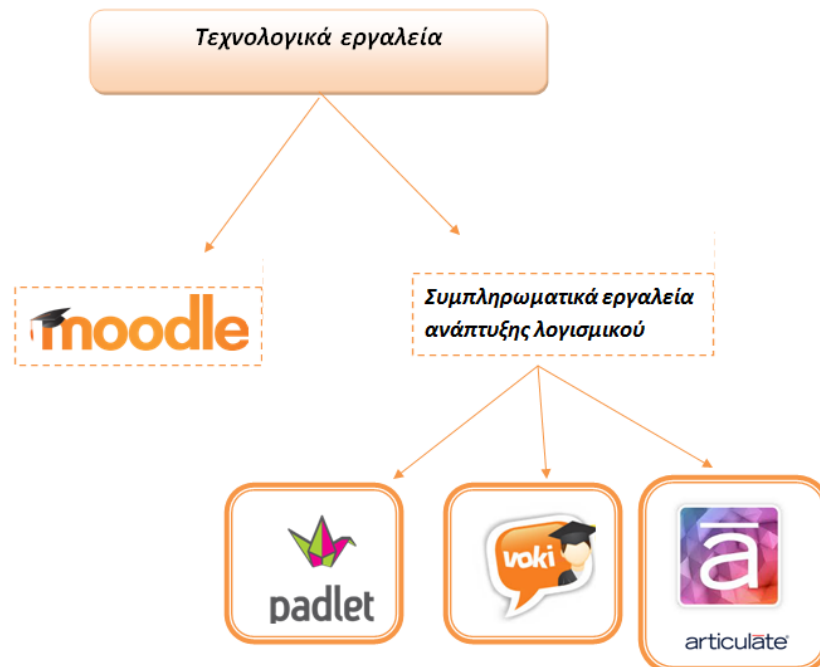 Τεχνολογικά εργαλεία
moodle
Συμπληρωματικά εργαλεία
ανάπτυξης λογισμικού
padlet
voki
ā
articulate®